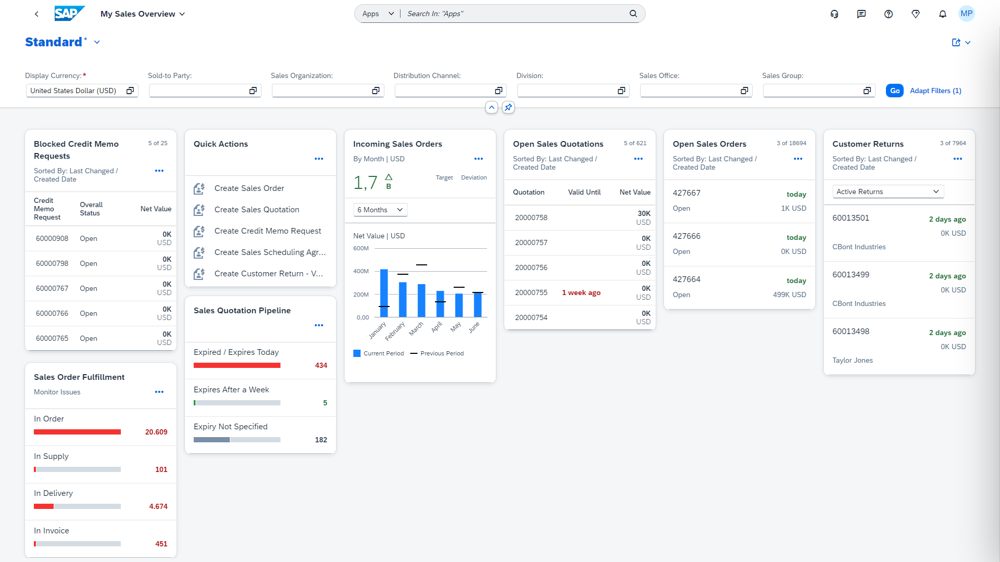 SAP
My Sales Overview
Apps
Search In: "Apps"
MP
Standard *
Display Currency:*
United States Dollar (USD)
Sold-to Party:
Sales Organization:
Distribution Channel:
Division:
Sales Office:
Sales Group:
Go
Adapt Filters (1)
Blocked Credit Memo
Requests
5 of 25
Sorted By: Last Changed /
Created Date
Credit
Memo
Request
Overall
Status
Net Value
60000908 Open 0K
USD
60000798 Open 0K
USD
60000767 Open 0K
USD
60000766 Open 0K
USD
60000765 Open 0K
USD
Sales Order Fulfillment
Monitor Issues
In Order
20.609
In Supply
101
In Delivery
4.674
In Invoice
451
Quick Actions
Create Sales Order
Create Sales Quotation
Create Credit Memo Request
Create Sales Scheduling Agr...
Create Customer Return - V...
Sales Quotation Pipeline
Expired / Expires Today
434
Expires After a Week
5
Expiry Not Specified
182
Incoming Sales Orders
By Month | USD
1,7 B
Target Deviation
6 Months
Net Value | USD
600M
400M
200M
0,00
January February March April May June
Current Period Previous Period
Open Sales Quotations
5 of 621
Sorted By: Last Changed /
Created Date
Quotation Valid Until Net Value
20000758 30K
USD
20000757 0K
USD
20000756 0K
USD
20000755 1 week ago 0K
USD
20000754 0K
USD
Open Sales Orders
3 of 18694
Sorted By: Last Changed /
Created Date
427667 today
Open 1K USD
427666 today
Open 0K USD
427664 today
Open 499K USD
Customer Returns
3 of 7964
Sorted By: Last Changed /
Created Date
Active Returns
60013501 2 days ago
0K USD
CBont Industries
60013499 2 days ago
0K USD
CBont Industries
60013498 2 days ago
0K USD
Taylor Jones